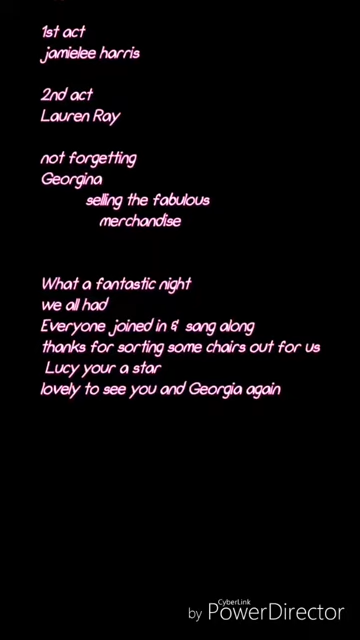 1st act
jamielee harris
2nd act
Lauren Ray
not forgetting
Georgina
selling the fabulous
merchandise
What a fantastic night
we all had
Everyone joined in & sang along
thanks for sorting some chairs out for us
Lucy your a star
lovely to see you and Georgia again
CyberLink
by PowerDirector